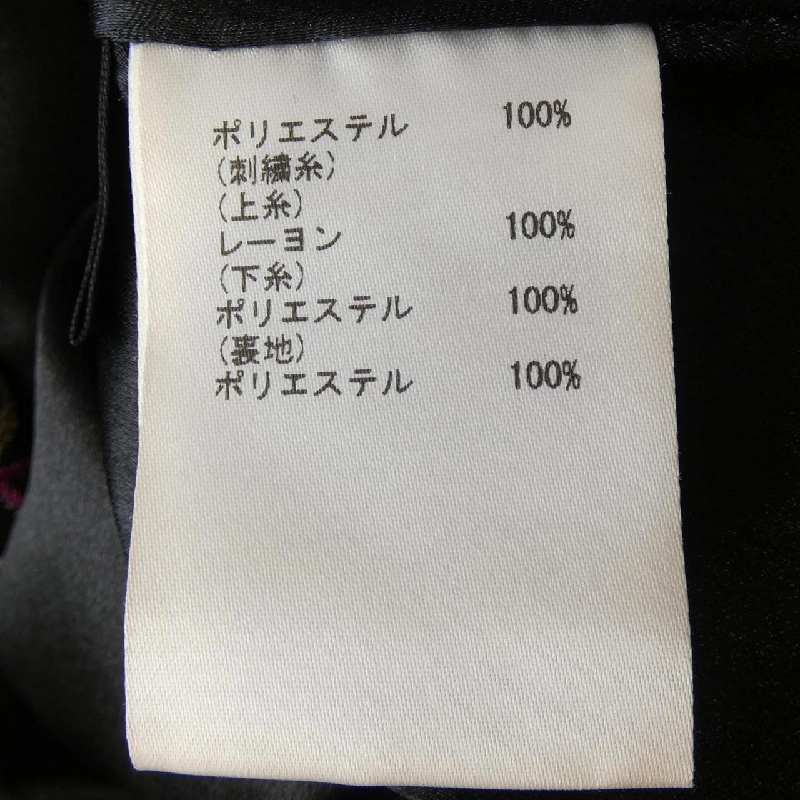 ポリエステル 100%
(刺繍糸)
(上糸)
レーヨン 100%
(下糸)
ポリエステル 100%
(裏地)
ポリエステル 100%